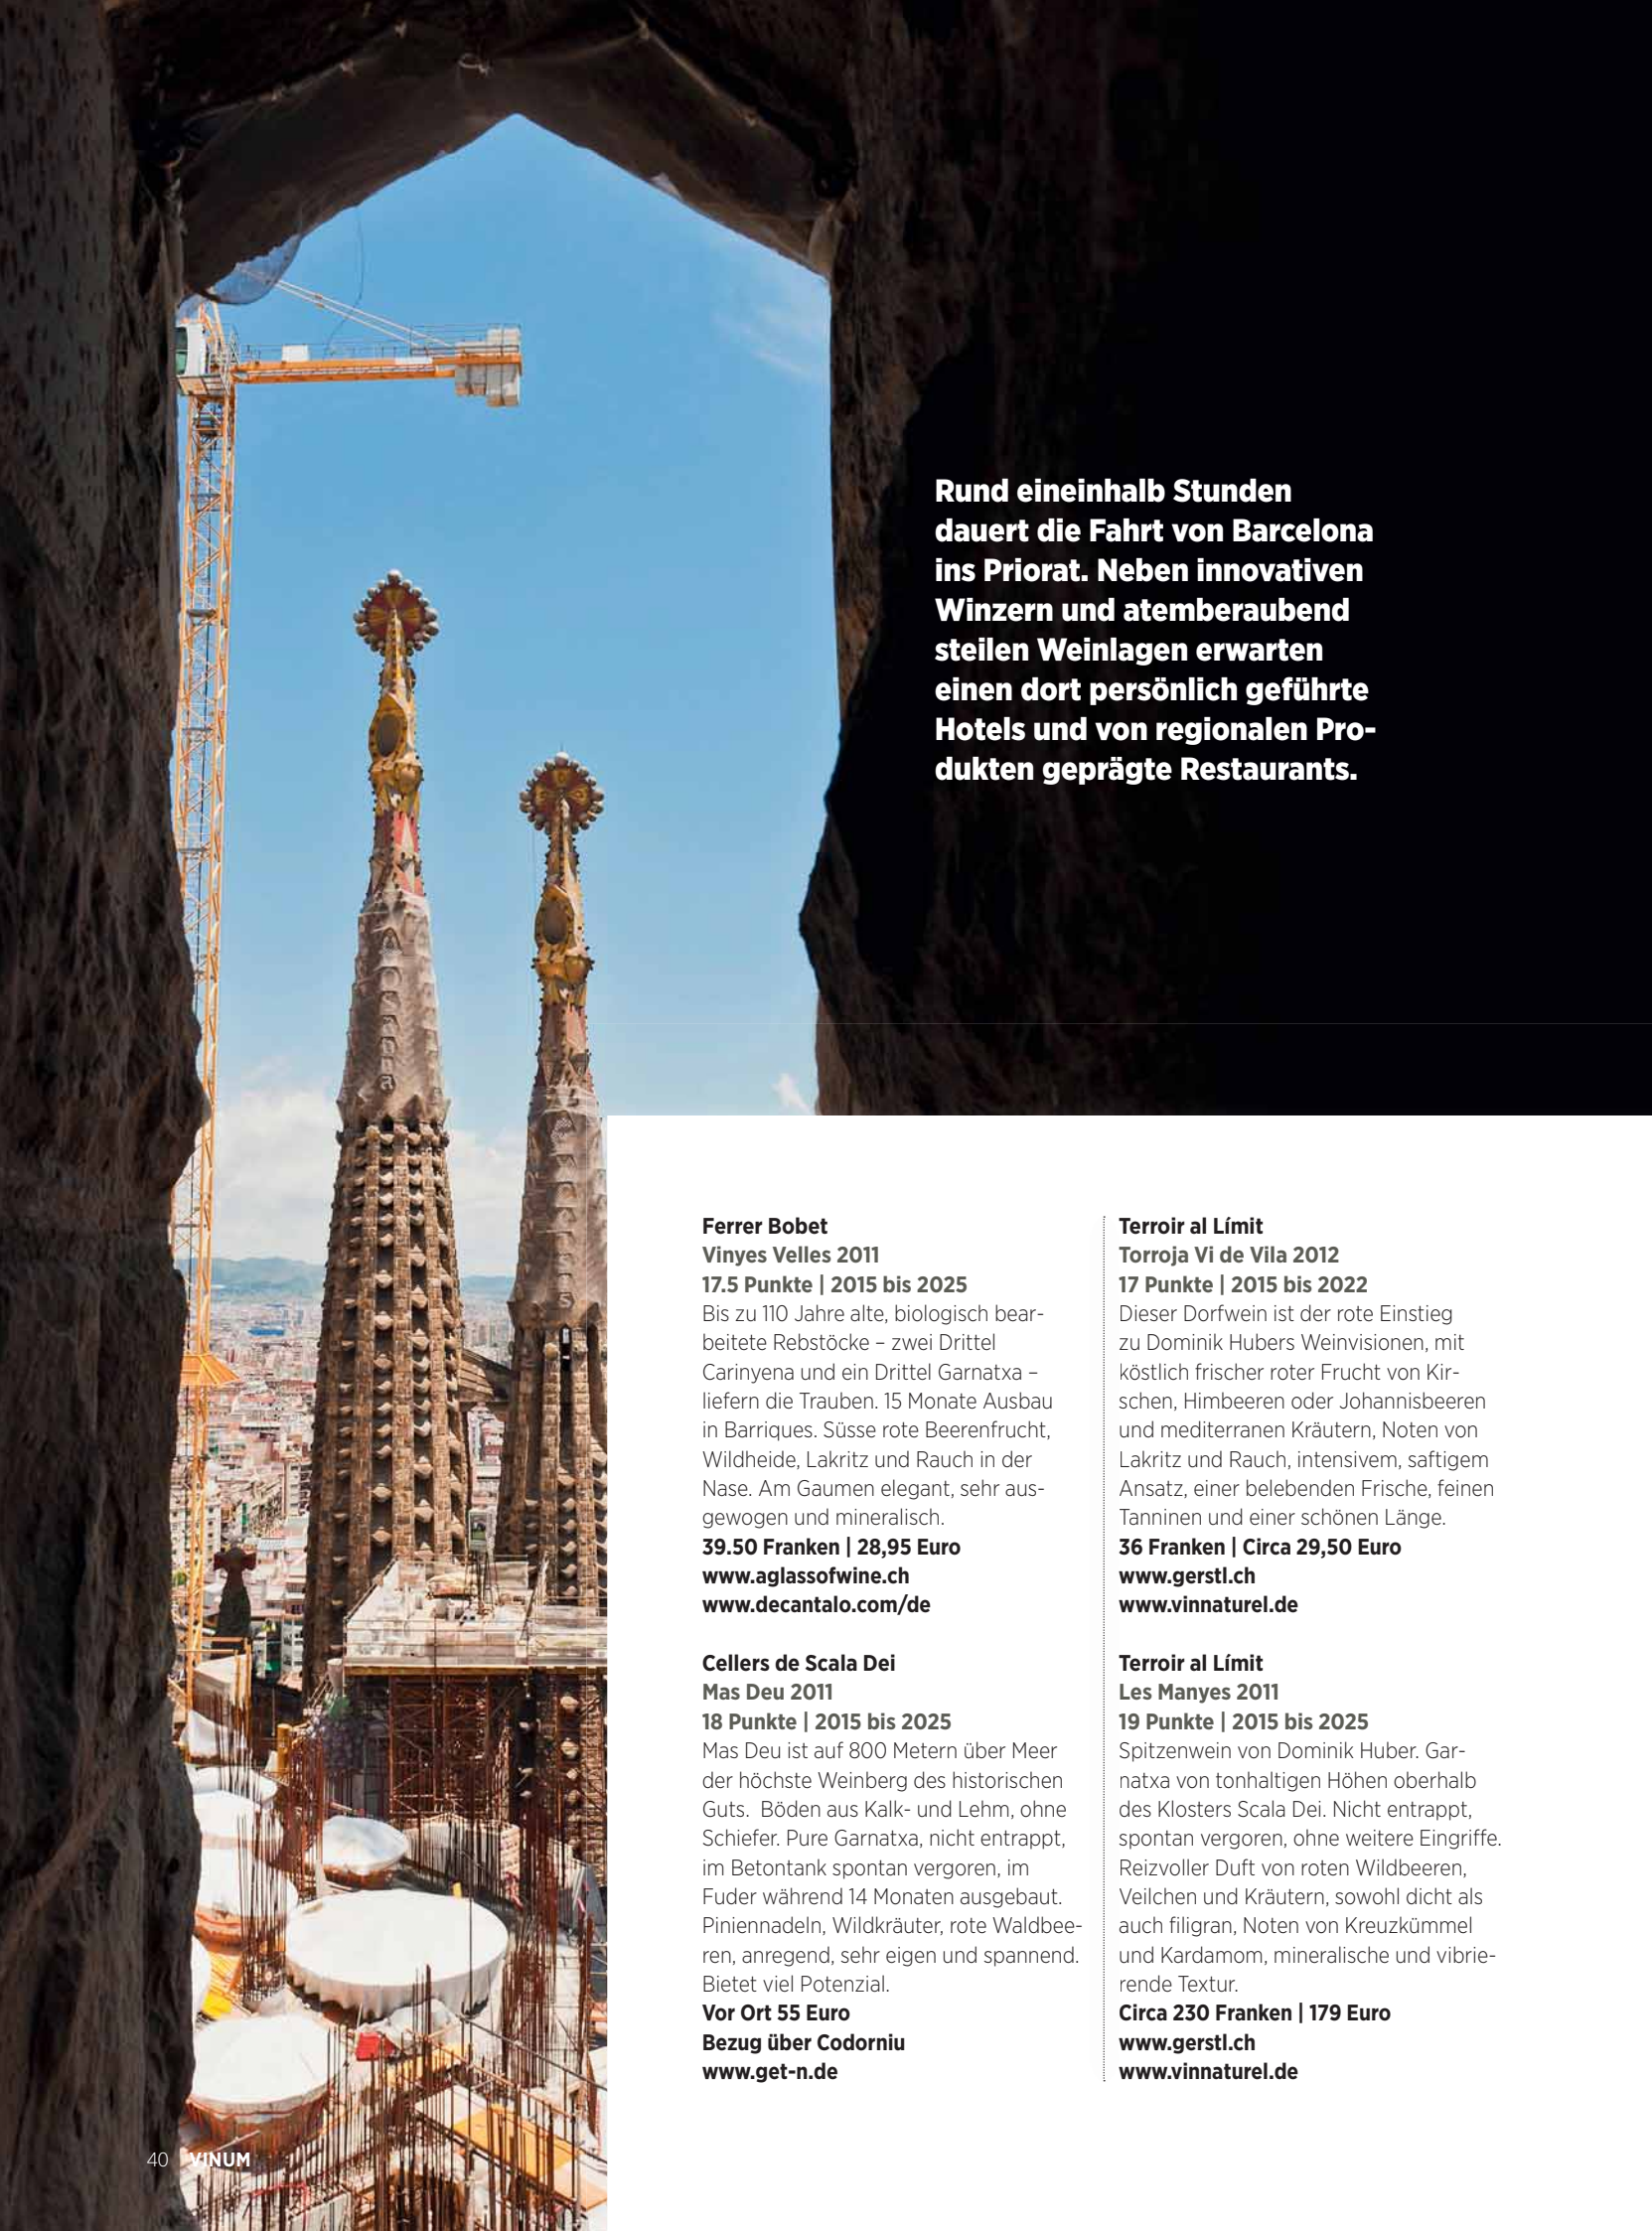 Rund eineinhalb Stunden
dauert die Fahrt von Barcelona
ins Priorat. Neben innovativen
Winzern und atemberaubend
steilen Weinlagen erwarten
einen dort persönlich geführte
Hotels und von regionalen Pro-
dukten geprägte Restaurants.
Ferrer Bobet
Vinyes Velles 2011
17.5 Punkte | 2015 bis 2025
Bis zu 110 Jahre alte, biologisch bear-
beitete Rebstöcke – zwei Drittel
Carinyena und ein Drittel Garnatxa –
liefern die Trauben. 15 Monate Ausbau
in Barriques. Süsse rote Beerenfrucht,
Wildheide, Lakritz und Rauch in der
Nase. Am Gaumen elegant, sehr aus-
gewogen und mineralisch.
39.50 Franken | 28,95 Euro
www.aglassofwine.ch
www.decantalo.com/de
Cellers de Scala Dei
Mas Deu 2011
18 Punkte | 2015 bis 2025
Mas Deu ist auf 800 Metern über Meer
der höchste Weinberg des historischen
Guts. Böden aus Kalk- und Lehm, ohne
Schiefer. Pure Garnatxa, nicht entrappt,
im Betontank spontan vergoren, im
Fuder während 14 Monaten ausgebaut.
Piniennadeln, Wildkräuter, rote Waldbee-
ren, anregend, sehr eigen und spannend.
Bietet viel Potenzial.
Vor Ort 55 Euro
Bezug über Codorniu
www.get-n.de
Terroir al Límit
Torroja Vi de Vila 2012
17 Punkte | 2015 bis 2022
Dieser Dorfwein ist der rote Einstieg
zu Dominik Hubers Weinvisionen, mit
köstlich frischer roter Frucht von Kir-
schen, Himbeeren oder Johannisbeeren
und mediterranen Kräutern, Noten von
Lakritz und Rauch, intensivem, saftigem
Ansatz, einer belebenden Frische, feinen
Tanninen und einer schönen Länge.
36 Franken | Circa 29,50 Euro
www.gerstl.ch
www.vinnaturel.de
Terroir al Límit
Les Manyes 2011
19 Punkte | 2015 bis 2025
Spitzenwein von Dominik Huber. Gar-
natxa von tonhaltigen Höhen oberhalb
des Klosters Scala Dei. Nicht entrappt,
spontan vergoren, ohne weitere Eingriffe.
Reizvoller Duft von roten Wildbeeren,
Veilchen und Kräutern, sowohl dicht als
auch filigran, Noten von Kreuzkümmel
und Kardamom, mineralische und vibrie-
rende Textur.
Circa 230 Franken | 179 Euro
www.gerstl.ch
www.vinnaturel.de
40 VINUM